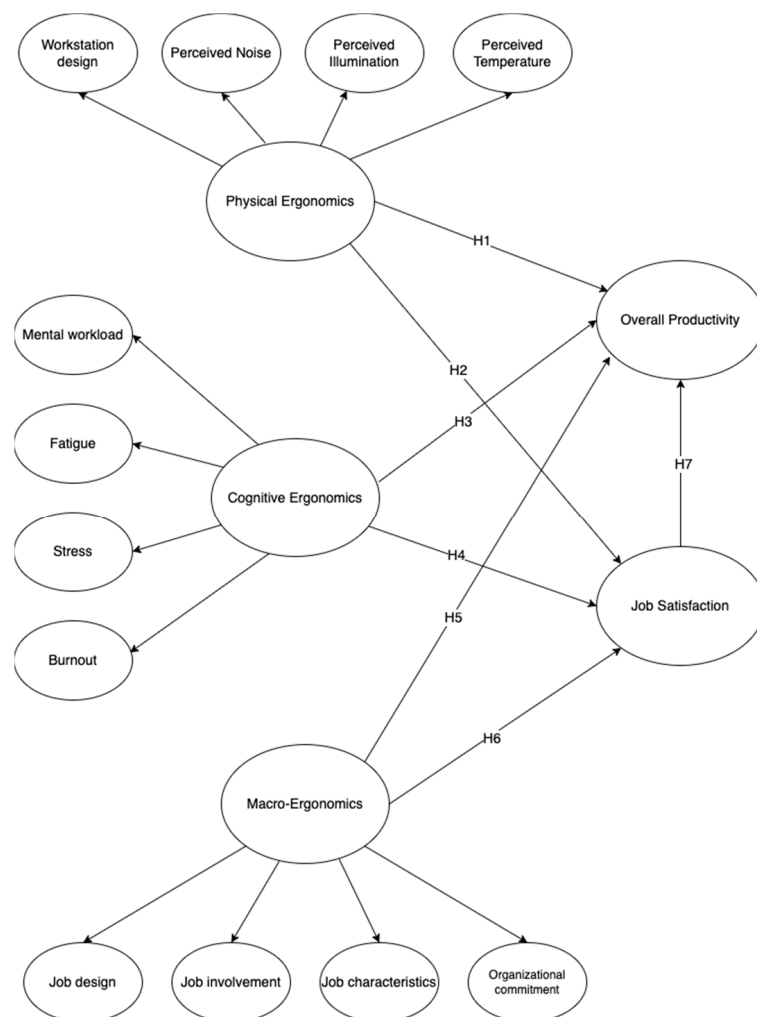 Workstation
design
Perceived Noise
Perceived
Illumination
Perceived
Temperature
Physical Ergonomics
H1
Overall Productivity
Mental workload
H2
H3
Fatigue
H7
Cognitive Ergonomics
Stress
H4
Job Satisfaction
H5
Burnout
H6
Macro-Ergonomics
Job design
Job involvement
Job characteristics
Organizational
commitment